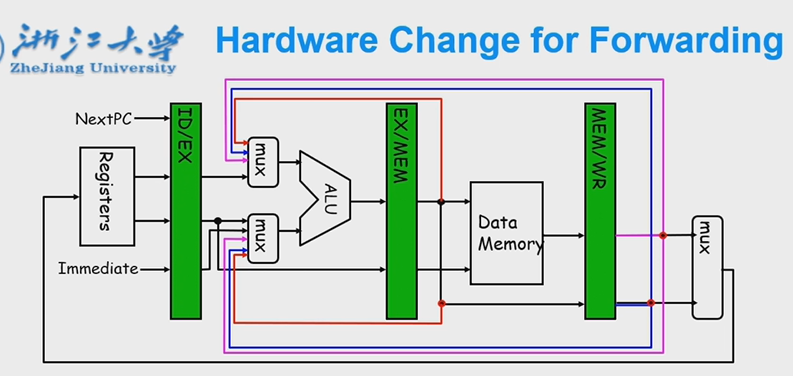 浙江大学
ZheJiang University
Hardware Change for Forwarding
NextPC
Registers
Immediate
ID/EX
mux
mux
ALU
EX/MEM
Data
Memory
MEM/WR
mux